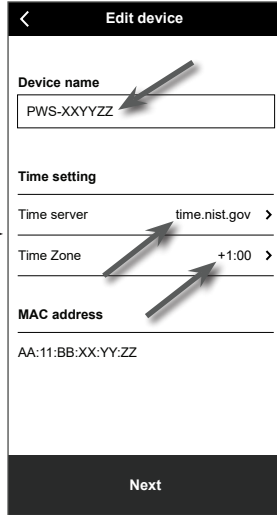 Edit device
Device name
PWS-XXYYZZ
Time setting
Time server time.nist.gov
Time Zone +1:00
MAC address
AA:11:BB:XX:YY:ZZ
Next